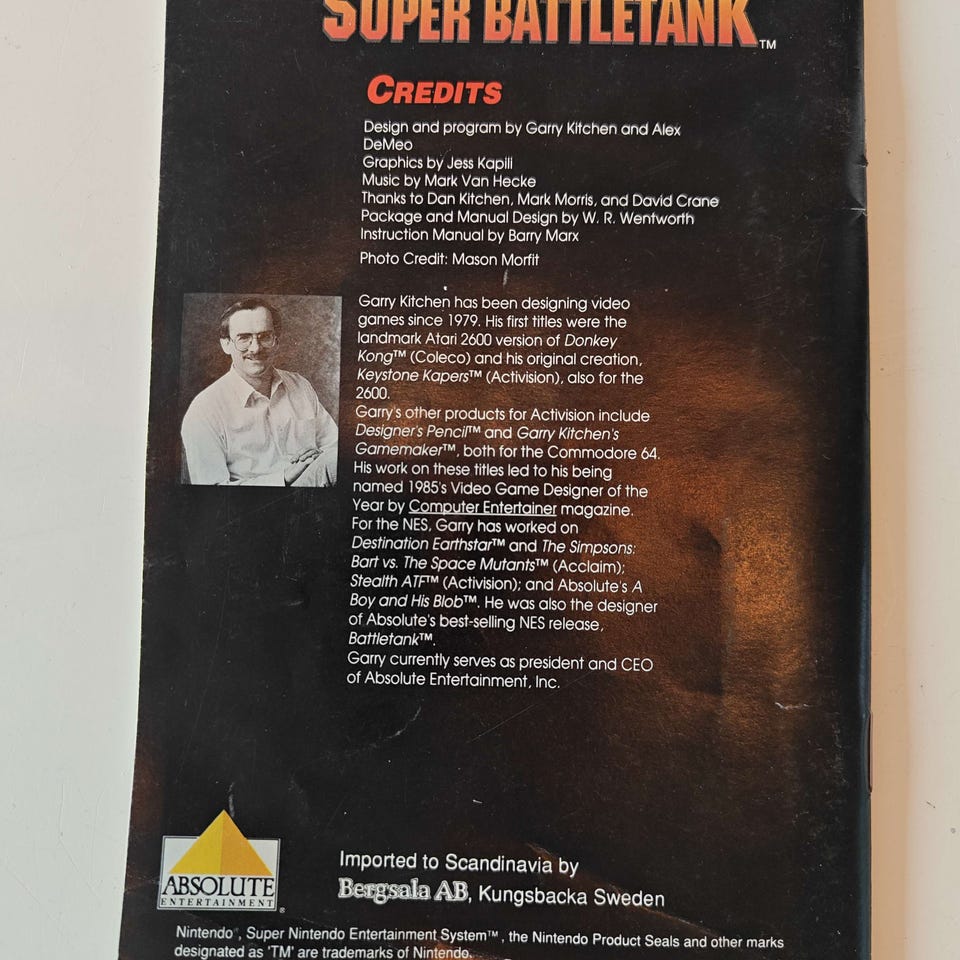 SUPER BATTLETANK™
CREDITS
Design and program by Garry Kitchen and Alex
DeMeo
Graphics by Jess Kapili
Music by Mark Van Hecke
Thanks to Dan Kitchen, Mark Morris, and David Crane
Package and Manual Design by W. R. Wentworth
Instruction Manual by Barry Marx
Photo Credit: Mason Morfit
Garry Kitchen has been designing video
games since 1979. His first titles were the
landmark Atari 2600 version of Donkey
Kong™ (Coleco) and his original creation,
Keystone Kapers™ (Activision), also for the
2600.
Garry's other products for Activision include
Designer's Pencil™ and Garry Kitchen's
Gamemaker™, both for the Commodore 64.
His work on these titles led to his being
named 1985's Video Game Designer of the
Year by Computer Entertainer magazine.
For the NES, Garry has worked on
Destination Earthstar™ and The Simpsons:
Bart vs. The Space Mutants™ (Acclaim);
Stealth ATF™ (Activision); and Absolute's A
Boy and His Blob™. He was also the designer
of Absolute's best-selling NES release,
Battletank™.
Garry currently serves as president and CEO
of Absolute Entertainment, Inc.
ABSOLUTE
ENTERTAINMENT®
Imported to Scandinavia by
Bergsala AB, Kungsbacka Sweden
Nintendo®, Super Nintendo Entertainment System™, the Nintendo Product Seals and other marks
designated as 'TM' are trademarks of Nintendo.